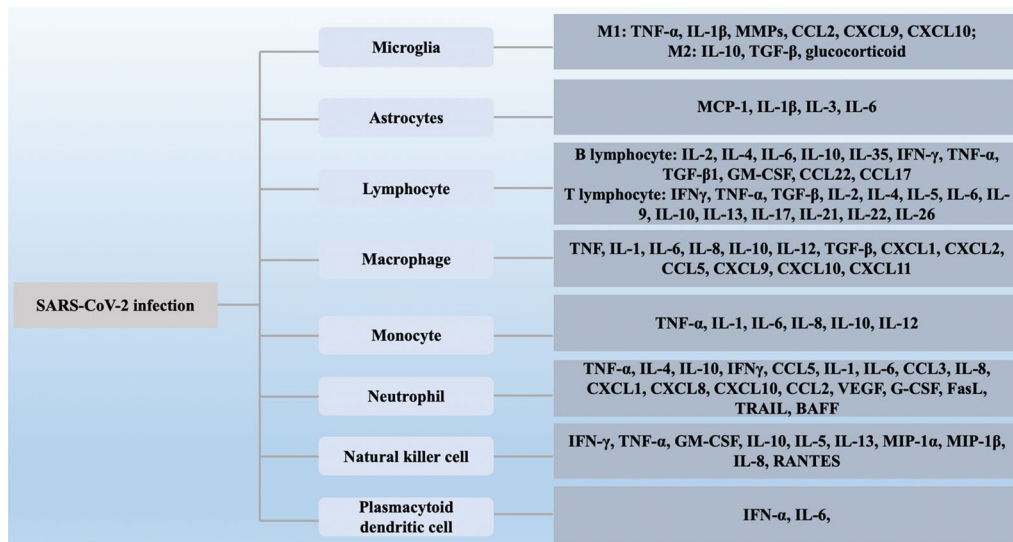 SARS-CoV-2 infection
Microglia
M1: TNF-α, IL-1β, MMPs, CCL2, CXCL9, CXCL10;
M2: IL-10, TGF-β, glucocorticoid
Astrocytes
MCP-1, IL-1β, IL-3, IL-6
Lymphocyte
B lymphocyte: IL-2, IL-4, IL-6, IL-10, IL-35, IFN-γ, TNF-α,
TGF-β1, GM-CSF, CCL22, CCL17
T lymphocyte: IFNγ, TNF-α, TGF-β, IL-2, IL-4, IL-5, IL-6, IL-
9, IL-10, IL-13, IL-17, IL-21, IL-22, IL-26
Macrophage
TNF, IL-1, IL-6, IL-8, IL-10, IL-12, TGF-β, CXCL1, CXCL2,
CCL5, CXCL9, CXCL10, CXCL11
Monocyte
TNF-α, IL-1, IL-6, IL-8, IL-10, IL-12
Neutrophil
TNF-α, IL-4, IL-10, IFNγ, CCL5, IL-1, IL-6, CCL3, IL-8,
CXCL1, CXCL8, CXCL10, CCL2, VEGF, G-CSF, FasL,
TRAIL, BAFF
Natural killer cell
IFN-γ, TNF-α, GM-CSF, IL-10, IL-5, IL-13, MIP-1α, MIP-1β,
IL-8, RANTES
Plasmacytoid
dendritic cell
IFN-α, IL-6,